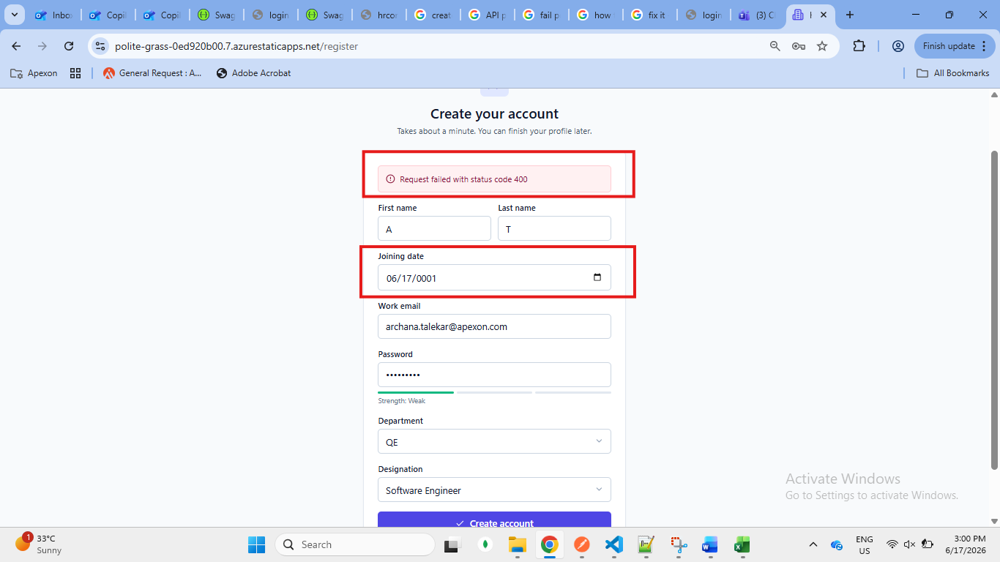 Inbo
Copil
Copil
Swag
login.
Swag
hrcor
creat
API p
fail p
how
fix it
login
(3) C
polite-grass-0ed920b00.7.azurestaticapps.net/register
Finish update
Apexon
General Request : A...
Adobe Acrobat
All Bookmarks
Create your account
Takes about a minute. You can finish your profile later.
Request failed with status code 400
First name
Last name
A
T
Joining date
06/17/0001
Work email
archana.talekar@apexon.com
Password
•••••••••
Strength: Weak
Department
QE
Designation
Software Engineer
Create account
Activate Windows
Go to Settings to activate Windows.
1
33°C
Sunny
Search
ENG
US
3:00 PM
6/17/2026